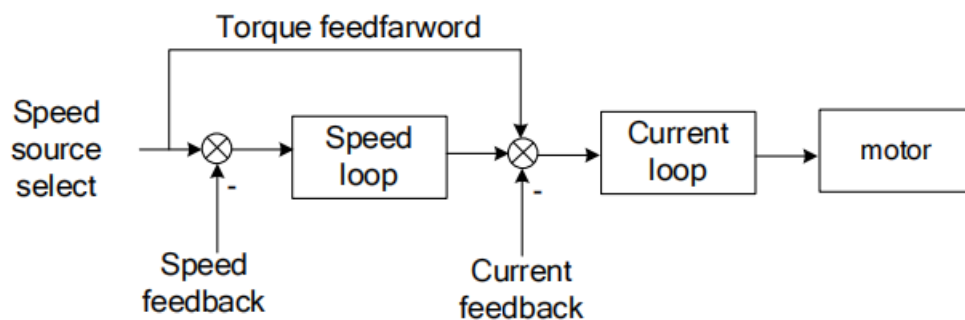 Torque feedfarword
Speed
source
select
Speed
loop
Current
loop
motor
-
-
Speed
feedback
Current
feedback